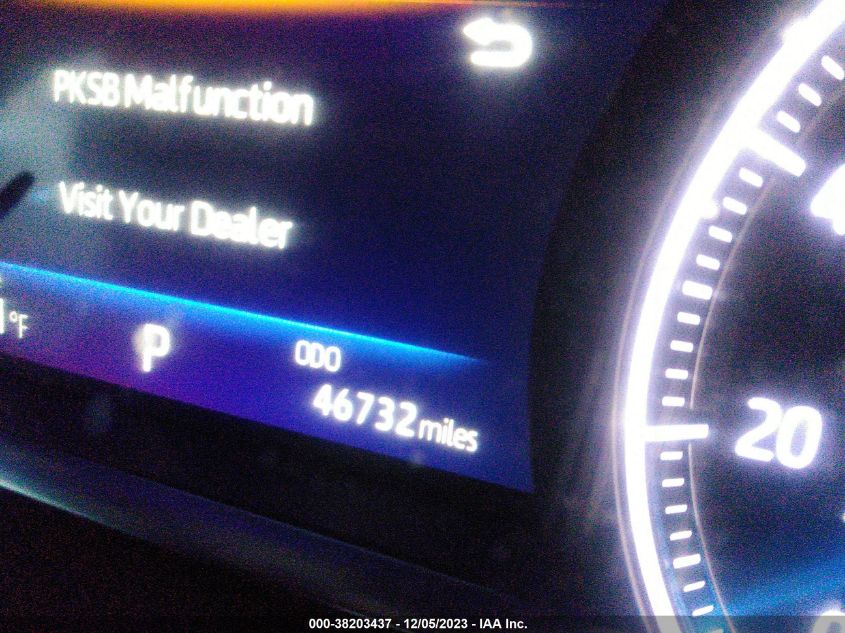 PKSB Malfunction
Visit Your Dealer
°F
P
ODO
46732 miles
20
000-38203437 - 12/05/2023 - IAA Inc.